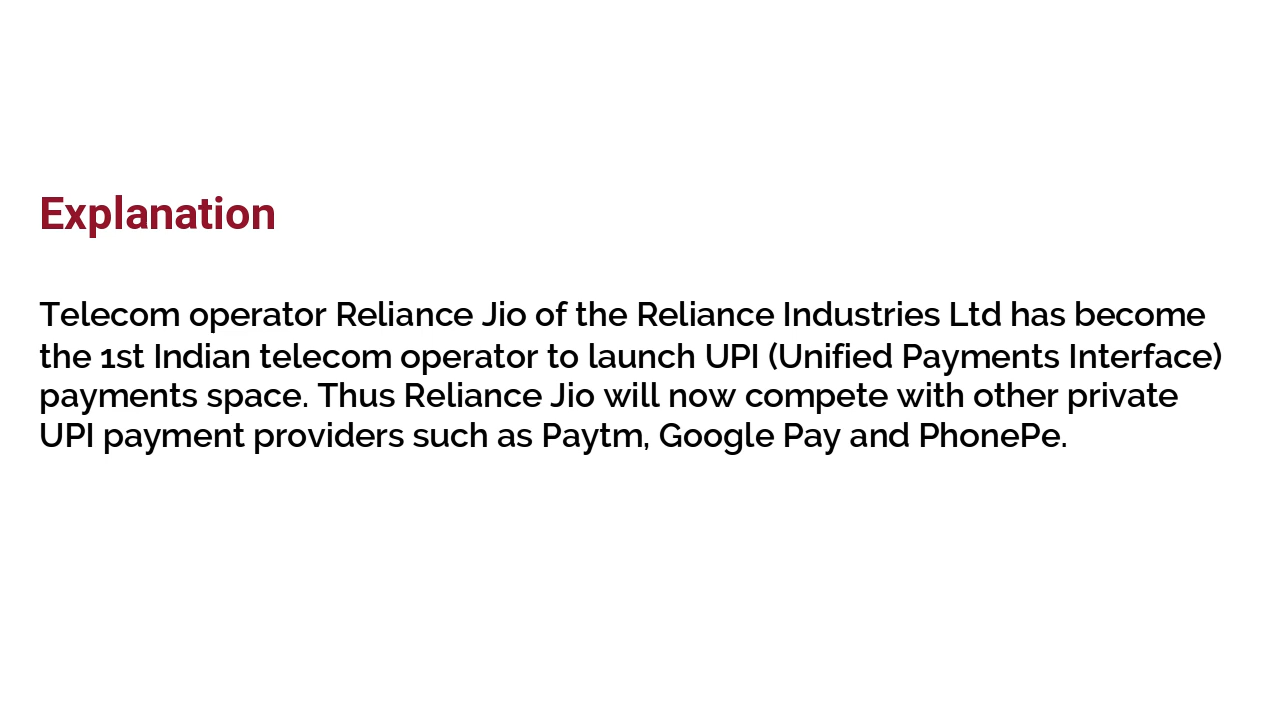 Explanation
Telecom operator Reliance Jio of the Reliance Industries Ltd has become
the 1st Indian telecom operator to launch UPI (Unified Payments Interface)
payments space. Thus Reliance Jio will now compete with other private
UPI payment providers such as Paytm, Google Pay and PhonePe.